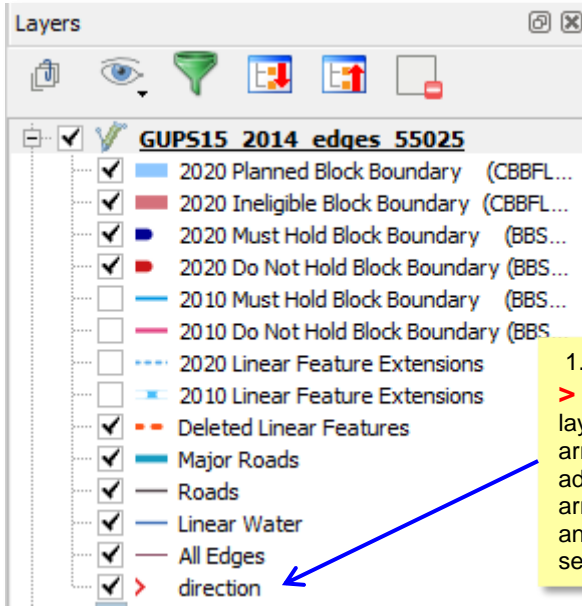 Layers
GUPS15_2014_edges_55025
2020 Planned Block Boundary (CBBFL...
2020 Ineligible Block Boundary (CBBFL...
2020 Must Hold Block Boundary (BBS...
2020 Do Not Hold Block Boundary (BBS...
2010 Must Hold Block Boundary (BBS...
2010 Do Not Hold Block Boundary (BBS
2020 Linear Feature Extensions
2010 Linear Feature Extensions
Deleted Linear Features
Major Roads
Roads
Linear Water
All Edges
> direction
1.
>